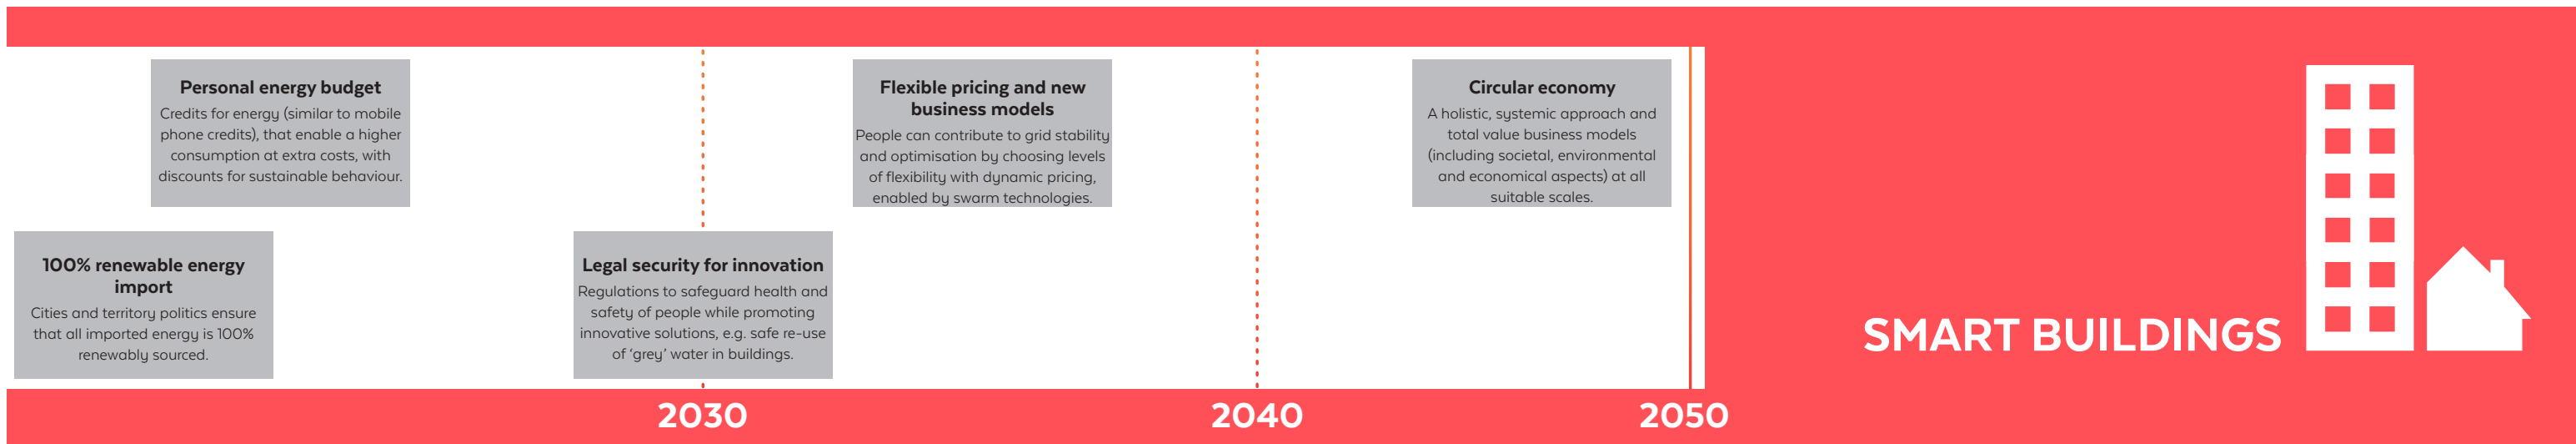 Personal energy budget
Credits for energy (similar to mobile
phone credits), that enable a higher
consumption at extra costs, with
discounts for sustainable behaviour.
100% renewable energy
import
Cities and territory politics ensure
that all imported energy is 100%
renewably sourced.
Legal security for innovation
Regulations to safeguard health and
safety of people while promoting
innovative solutions, e.g. safe re-use
of ‘grey’ water in buildings.
Flexible pricing and new
business models
People can contribute to grid stability
and optimisation by choosing levels
of flexibility with dynamic pricing,
enabled by swarm technologies.
Circular economy
A holistic, systemic approach and
total value business models
(including societal, environmental
and economical aspects) at all
suitable scales.
SMART BUILDINGS
2030
2040
2050